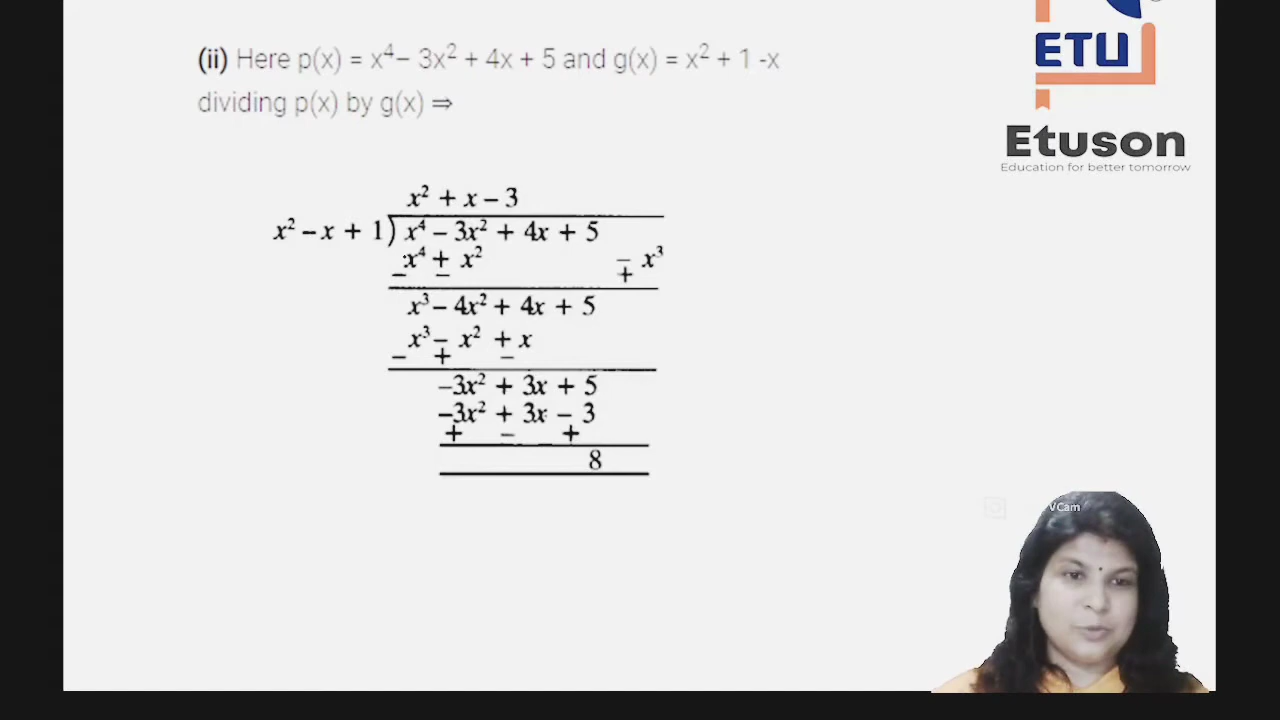 (ii) Here p(x) = x⁴– 3x² + 4x + 5 and g(x) = x² + 1 -x
dividing p(x) by g(x) ⇒
ETU
Etuson
Education for better tomorrow
x² + x – 3
x² – x + 1) x⁴ – 3x² + 4x + 5
x⁴ + x² – x³
– – +
x³ – 4x² + 4x + 5
x³ – x² + x
– + –
–3x² + 3x + 5
–3x² + 3x – 3
+ – +
8
VCam